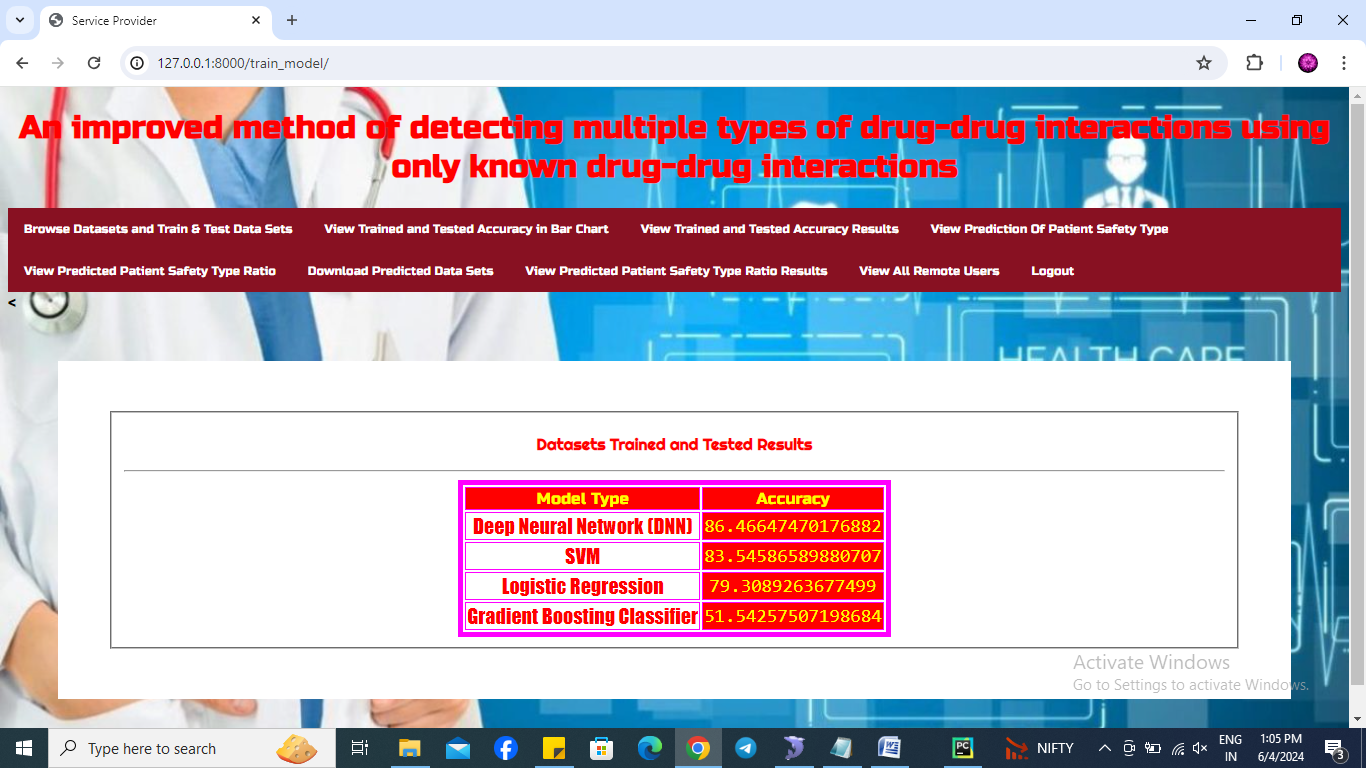 Service Provider
127.0.0.1:8000/train_model/
An improved method of detecting multiple types of drug-drug interactions using
only known drug-drug interactions
Browse Datasets and Train & Test Data Sets
View Trained and Tested Accuracy in Bar Chart
View Trained and Tested Accuracy Results
View Prediction Of Patient Safety Type
View Predicted Patient Safety Type Ratio
Download Predicted Data Sets
View Predicted Patient Safety Type Ratio Results
View All Remote Users
Logout
<
HEALTH CARE
Datasets Trained and Tested Results
Model Type Accuracy
Deep Neural Network (DNN) 86.46647470176882
SVM 83.54586589880707
Logistic Regression 79.3089263677499
Gradient Boosting Classifier 51.54257507198684
Activate Windows
Go to Settings to activate Windows.
Type here to search
PC
W
NIFTY
ENG
IN
1:05 PM
6/4/2024
3